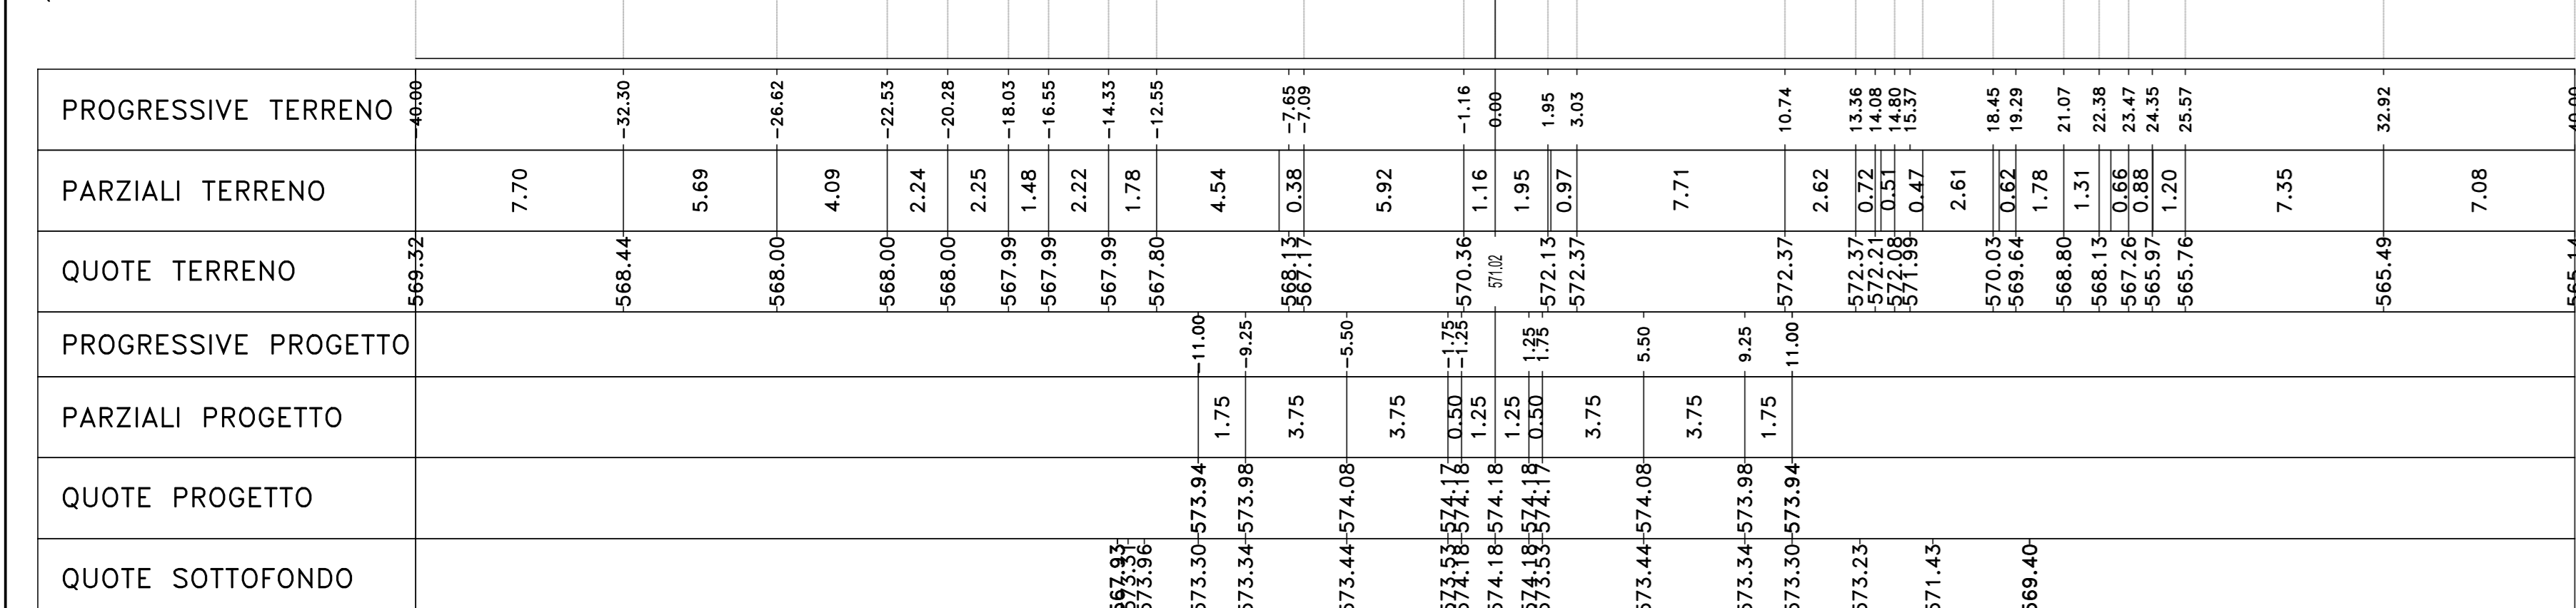 PROGRESSIVE TERRENO -40.00 -32.30 -26.62 -22.53 -20.28 -18.03 -16.55 -14.33 -12.55 -7.65 -7.09 -1.16 0.00 1.95 3.03 10.74 13.36 14.08 14.80 15.37 18.45 19.29 21.07 22.38 23.47 24.35 25.57 32.92
PARZIALI TERRENO 7.70 5.69 4.09 2.24 2.25 1.48 2.22 1.78 4.54 0.38 5.92 1.16 1.95 0.97 7.71 2.62 0.72 0.51 0.47 2.61 0.62 1.78 1.31 0.66 0.88 1.20 7.35 7.08
QUOTE TERRENO 569.32 568.44 568.00 568.00 568.00 567.99 567.99 567.99 567.80 568.13 567.17 570.36 571.02 572.13 572.37 572.37 572.37 572.21 572.08 571.99 570.03 569.64 568.80 568.13 567.26 565.97 565.76 565.49
PROGRESSIVE PROGETTO -11.00 -9.25 -5.50 -1.75 -1.25 1.25 1.75 5.50 9.25 11.00
PARZIALI PROGETTO 1.75 3.75 3.75 0.50 1.25 1.25 0.50 3.75 3.75 1.75
QUOTE PROGETTO 573.94 573.98 574.08 574.17 574.18 574.18 574.18 574.17 574.08 573.98 573.94
QUOTE SOTTOFONDO 573.96 573.30 573.34 573.44 573.53 574.18 574.18 574.18 573.53 573.44 573.34 573.30 573.23 571.43 569.40